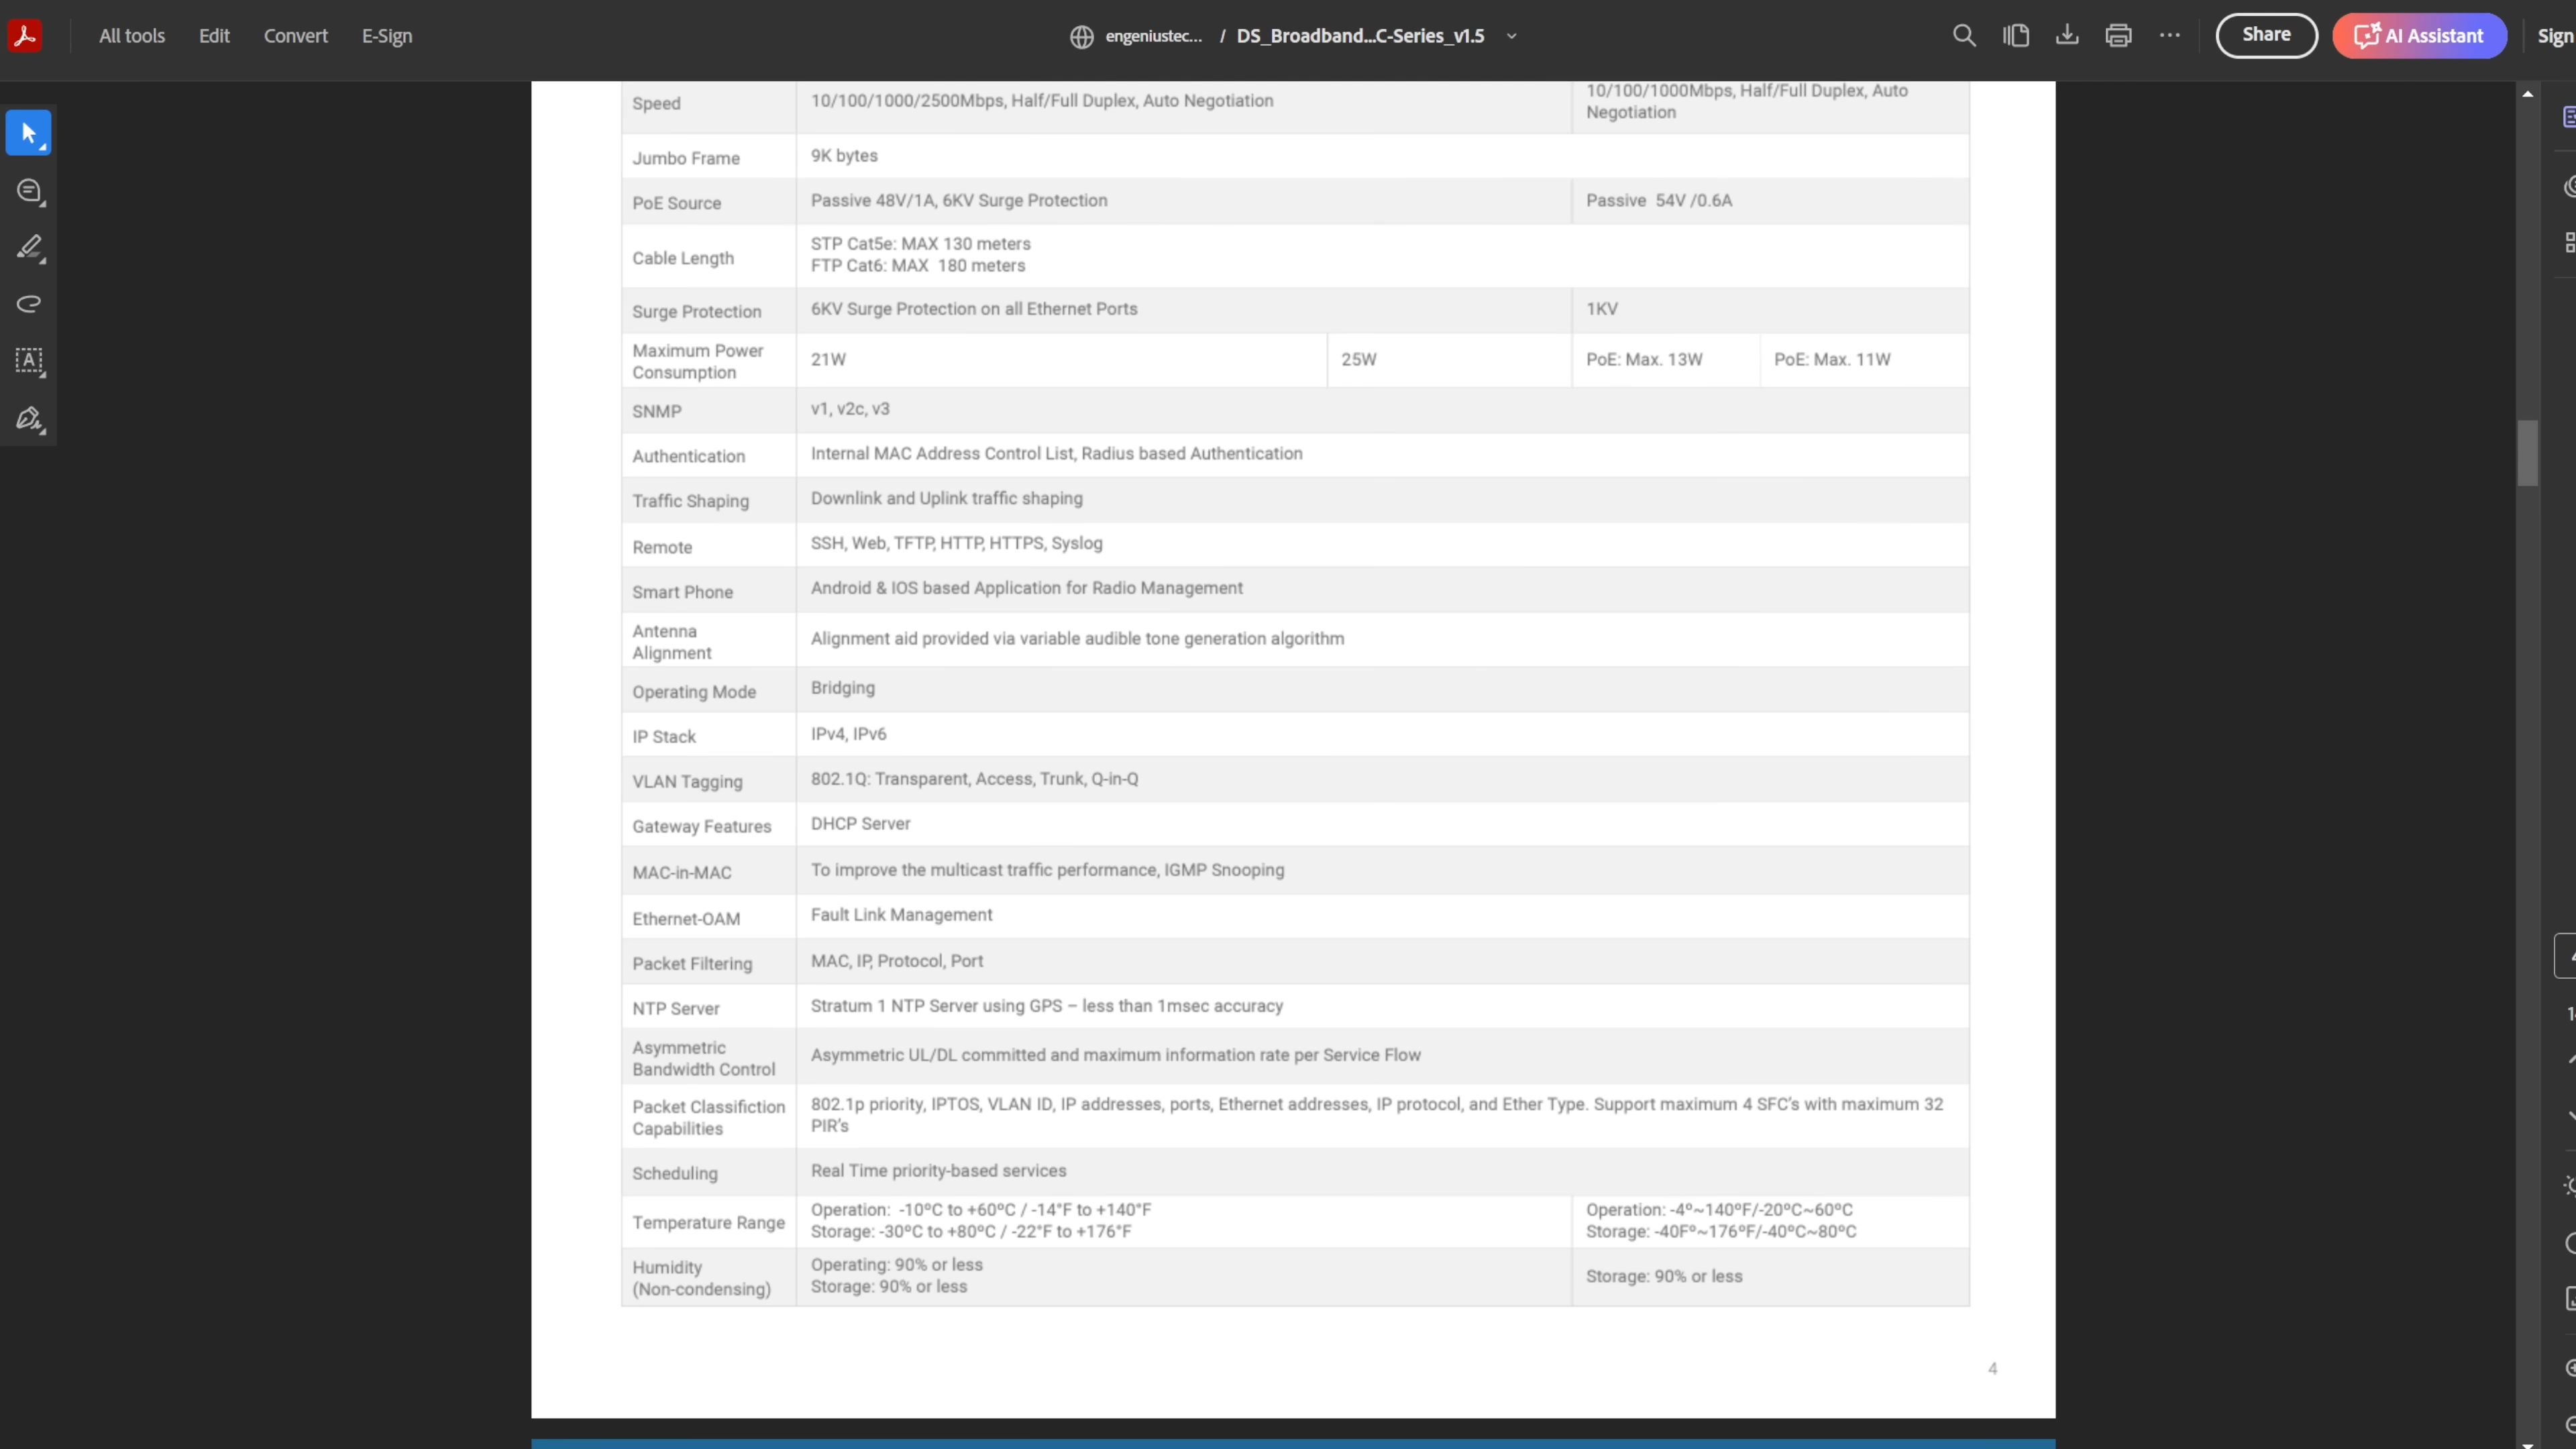 All tools Edit Convert E-Sign engeniustec... / DS_Broadband...C-Series_v1.5 Share AI Assistant Sign
Speed 10/100/1000/2500Mbps, Half/Full Duplex, Auto Negotiation 10/100/1000Mbps, Half/Full Duplex, Auto
Negotiation
Jumbo Frame 9K bytes
PoE Source Passive 48V/1A, 6KV Surge Protection Passive 54V /0.6A
Cable Length STP Cat5e: MAX 130 meters
FTP Cat6: MAX 180 meters
Surge Protection 6KV Surge Protection on all Ethernet Ports 1KV
Maximum Power
Consumption 21W 25W PoE: Max. 13W PoE: Max. 11W
SNMP v1, v2c, v3
Authentication Internal MAC Address Control List, Radius based Authentication
Traffic Shaping Downlink and Uplink traffic shaping
Remote SSH, Web, TFTP, HTTP, HTTPS, Syslog
Smart Phone Android & IOS based Application for Radio Management
Antenna
Alignment Alignment aid provided via variable audible tone generation algorithm
Operating Mode Bridging
IP Stack IPv4, IPv6
VLAN Tagging 802.1Q: Transparent, Access, Trunk, Q-in-Q
Gateway Features DHCP Server
MAC-in-MAC To improve the multicast traffic performance, IGMP Snooping
Ethernet-OAM Fault Link Management
Packet Filtering MAC, IP, Protocol, Port
NTP Server Stratum 1 NTP Server using GPS – less than 1msec accuracy
Asymmetric
Bandwidth Control Asymmetric UL/DL committed and maximum information rate per Service Flow
Packet Classifiction
Capabilities 802.1p priority, IPTOS, VLAN ID, IP addresses, ports, Ethernet addresses, IP protocol, and Ether Type. Support maximum 4 SFC's with maximum 32
PIR's
Scheduling Real Time priority-based services
Temperature Range Operation: -10ºC to +60ºC / -14°F to +140°F Operation: -4º~140ºF/-20ºC~60ºC
Storage: -30ºC to +80ºC / -22°F to +176°F Storage: -40Fº~176ºF/-40ºC~80ºC
Humidity
(Non-condensing) Operating: 90% or less
Storage: 90% or less Storage: 90% or less
4